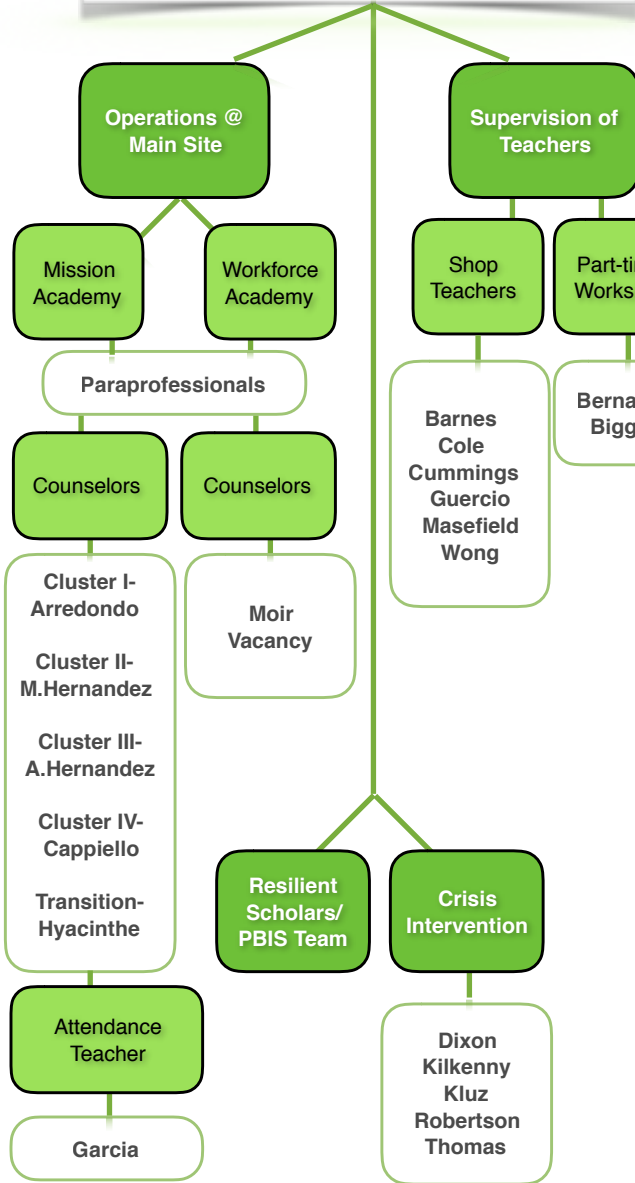 Operations @
Main Site
Supervision of
Teachers
Mission
Academy
Workforce
Academy
Shop
Teachers
Paraprofessionals
Counselors
Counselors
Barnes
Cole
Cummings
Guercio
Masefield
Wong
Cluster I-
Arredondo
Cluster II-
M.Hernandez
Cluster III-
A.Hernandez
Cluster IV-
Cappiello
Transition-
Hyacinthe
Moir
Vacancy
Resilient
Scholars/
PBIS Team
Crisis
Intervention
Attendance
Teacher
Garcia
Dixon
Kilkenny
Kluz
Robertson
Thomas